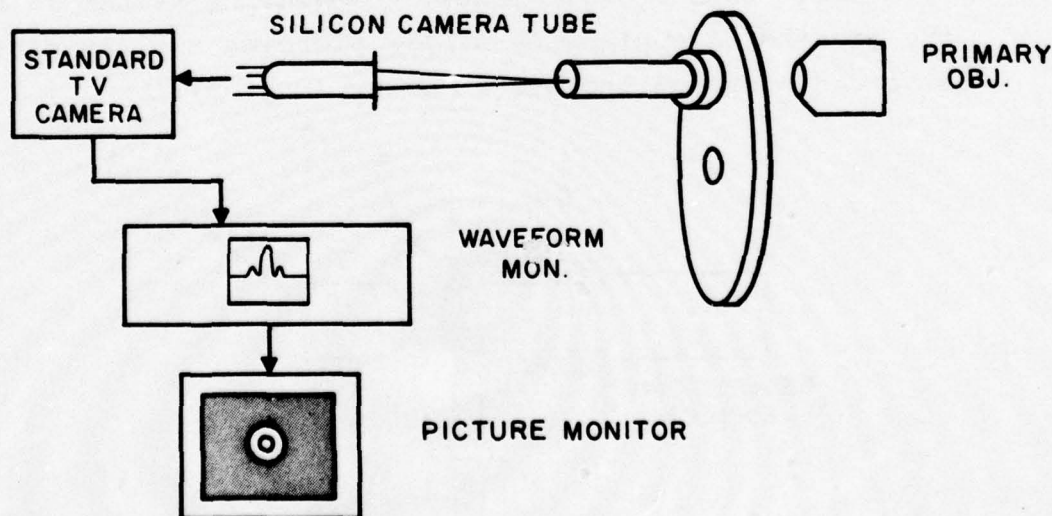 SILICON CAMERA TUBE
STANDARD
TV
CAMERA
PRIMARY
OBJ.
WAVEFORM
MON.
PICTURE MONITOR